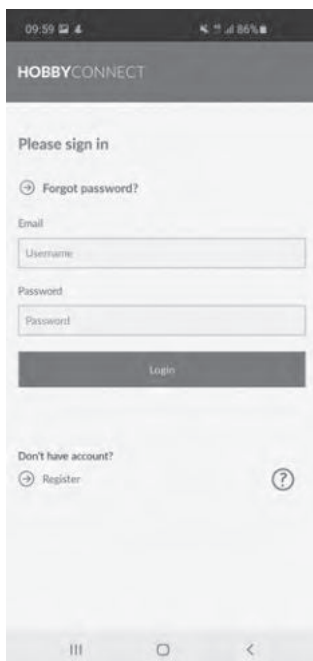 09:59
86%
HOBBYCONNECT
Please sign in
Forgot password?
Email
Username
Password
Password
Login
Don't have account?
Register
?